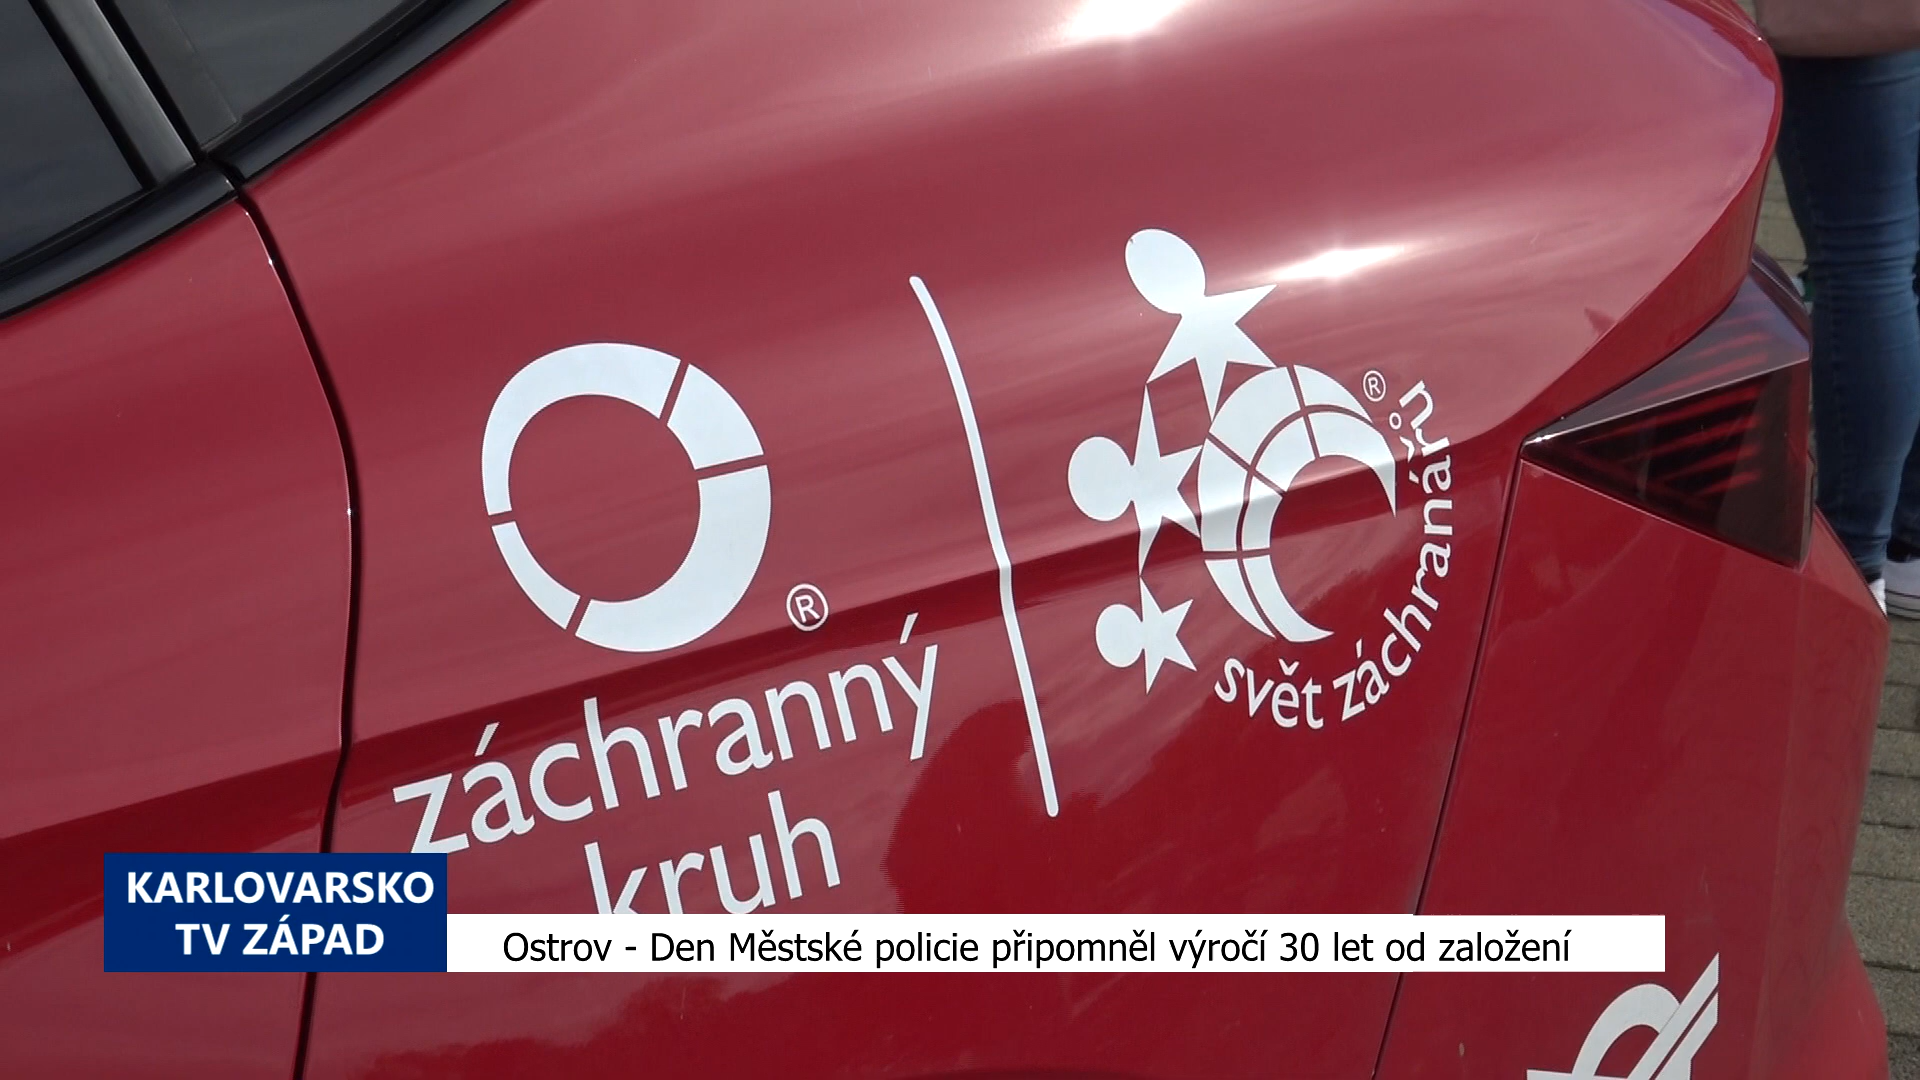 ®
záchranný
kruh
®
svět záchranářů
KARLOVARSKO
TV ZÁPAD
Ostrov - Den Městské policie připomněl výročí 30 let od založení